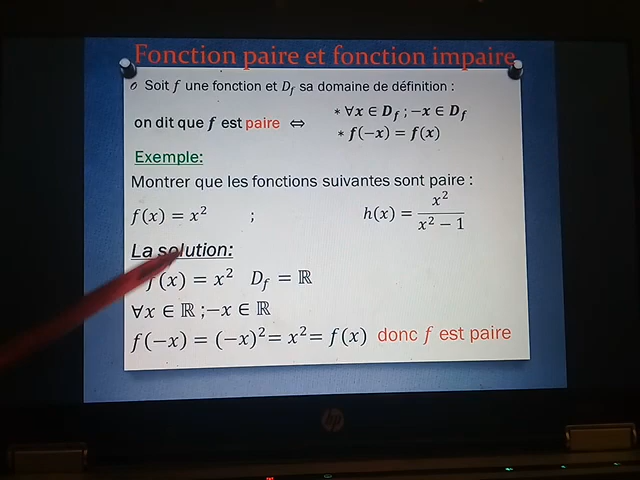 Fonction paire et fonction impaire
o Soit f une fonction et D_f sa domaine de définition :
* ∀x ∈ D_f ; −x ∈ D_f
on dit que f est paire ⇔
* f(−x) = f(x)
Exemple:
Montrer que les fonctions suivantes sont paire :
f(x) = x² ; h(x) = x² / (x² − 1)
La solution:
f(x) = x² D_f = ℝ
∀x ∈ ℝ ;−x ∈ ℝ
f(−x) = (−x)²= x²= f(x) donc f est paire
hp